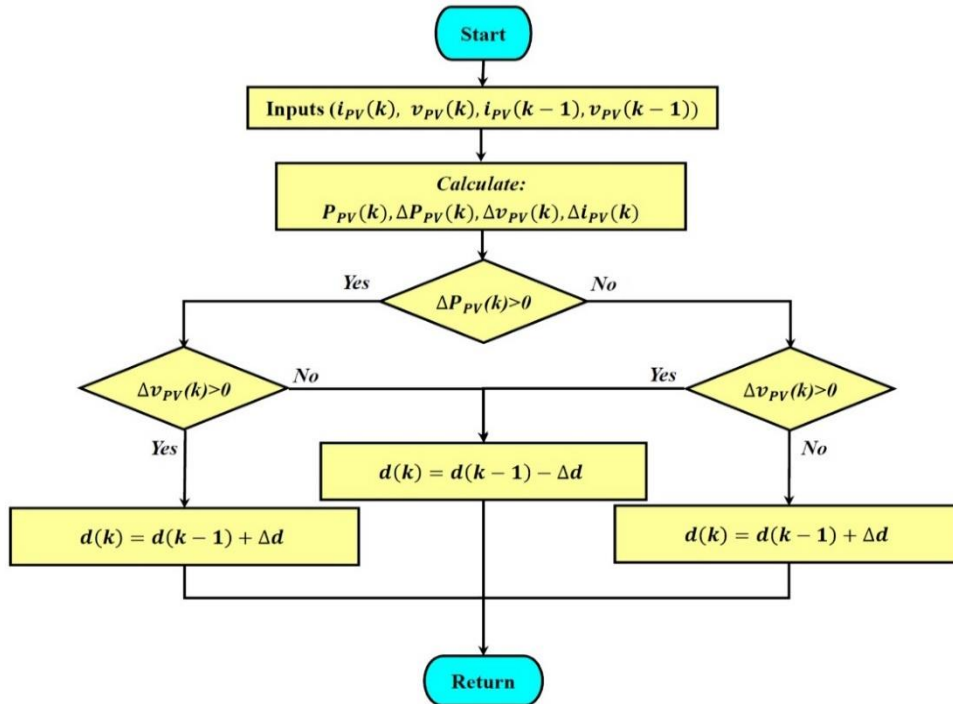 Start
Inputs (i_PV(k), v_PV(k), i_PV(k − 1), v_PV(k − 1))
Calculate:
P_PV(k), ΔP_PV(k), Δv_PV(k), Δi_PV(k)
Yes
No
ΔP_PV(k)>0
Δv_PV(k)>0
No
Yes
Δv_PV(k)>0
Yes
No
d(k) = d(k − 1) − Δd
d(k) = d(k − 1) + Δd
d(k) = d(k − 1) + Δd
Return